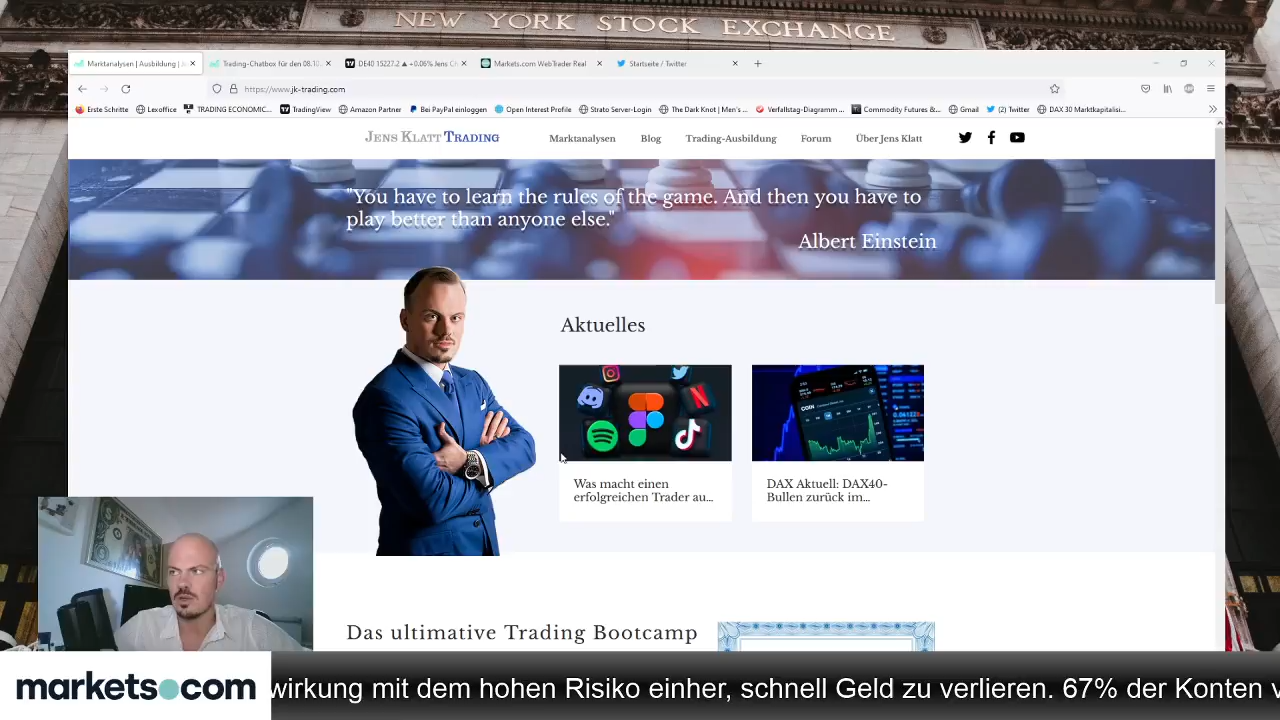 NEW YORK STOCK EXCHANGE
Marktanalysen | Ausbildung |
Trading-Chatbox für den 08.10.
DE40 15227.2 ▲ +0.06% Jens
Markets.com WebTrader Real
Startseite / Twitter
https://www.jk-trading.com
Erste Schritte
Lexoffice
TRADING ECONOMIC...
TradingView
Amazon Partner
Bei PayPal einloggen
Open Interest Profile
Strato Server-Login
The Dark Knot | Men's ...
Verfallstag-Diagramm ...
Commodity Futures &...
Gmail
(2) Twitter
DAX 30 Marktkapitalisi...
JENS KLATT TRADING
Marktanalysen
Blog
Trading-Ausbildung
Forum
Über Jens Klatt
"You have to learn the rules of the game. And then you have to
play better than anyone else."
Albert Einstein
Aktuelles
COIN
Was macht einen
erfolgreichen Trader au...
DAX Aktuell: DAX40-
Bullen zurück im...
Das ultimative Trading Bootcamp
markets.com
wirkung mit dem hohen Risiko einher, schnell Geld zu verlieren. 67% der Konten v